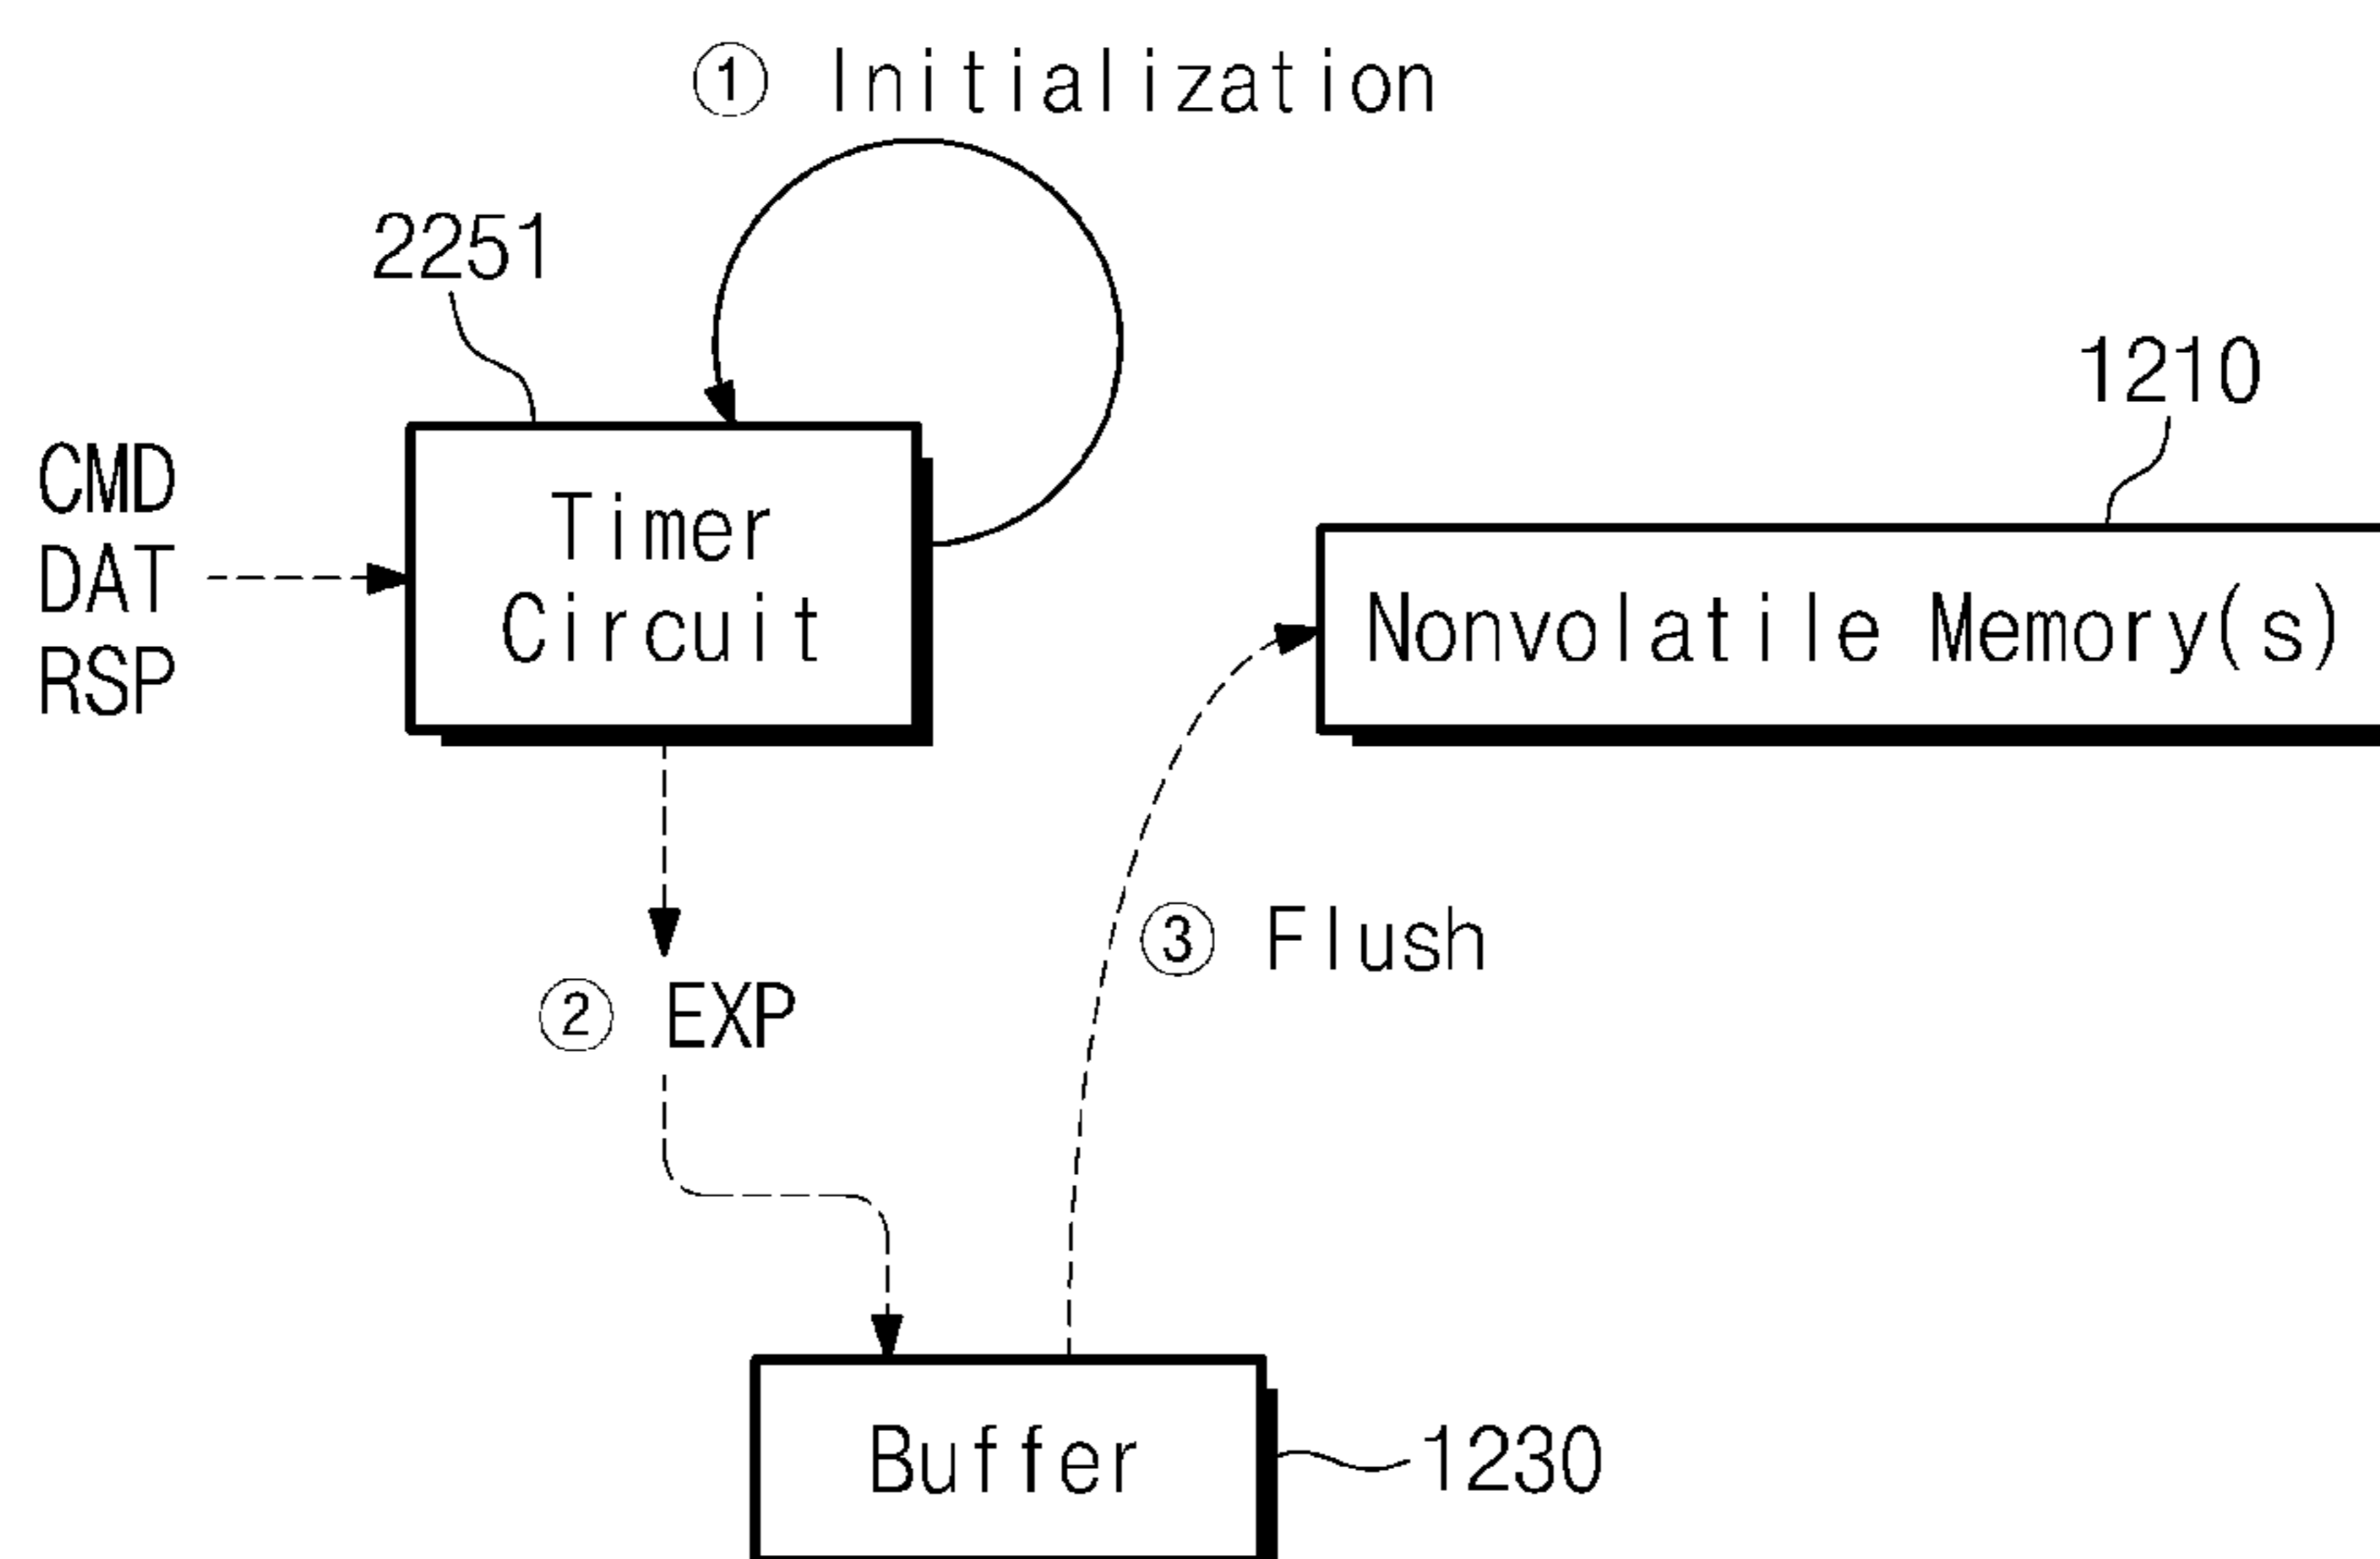 ① Initialization
2251
1210
CMD
DAT
RSP
Timer
Circuit
Nonvolatile Memory(s)
③ Flush
② EXP
Buffer
1230